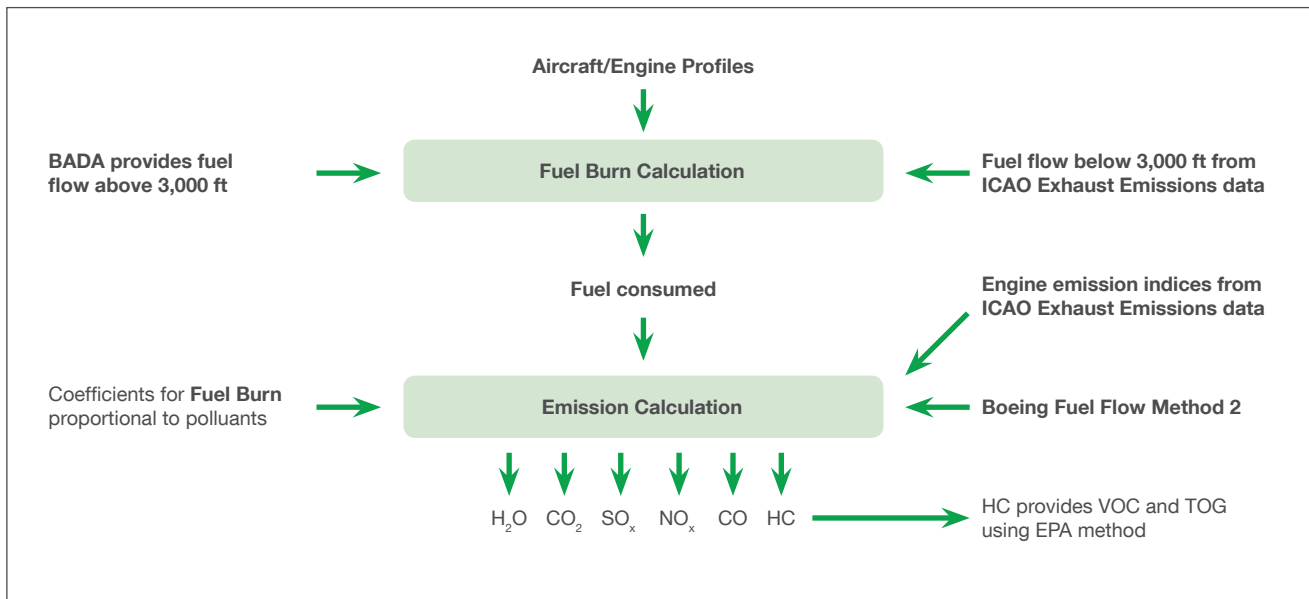 Aircraft/Engine Profiles
BADA provides fuel
flow above 3,000 ft
Fuel Burn Calculation
Fuel flow below 3,000 ft from
ICAO Exhaust Emissions data
Fuel consumed
Engine emission indices from
ICAO Exhaust Emissions data
Coefficients for Fuel Burn
proportional to polluants
Emission Calculation
Boeing Fuel Flow Method 2
H₂O CO₂ SOₓ NOₓ CO HC
HC provides VOC and TOG
using EPA method